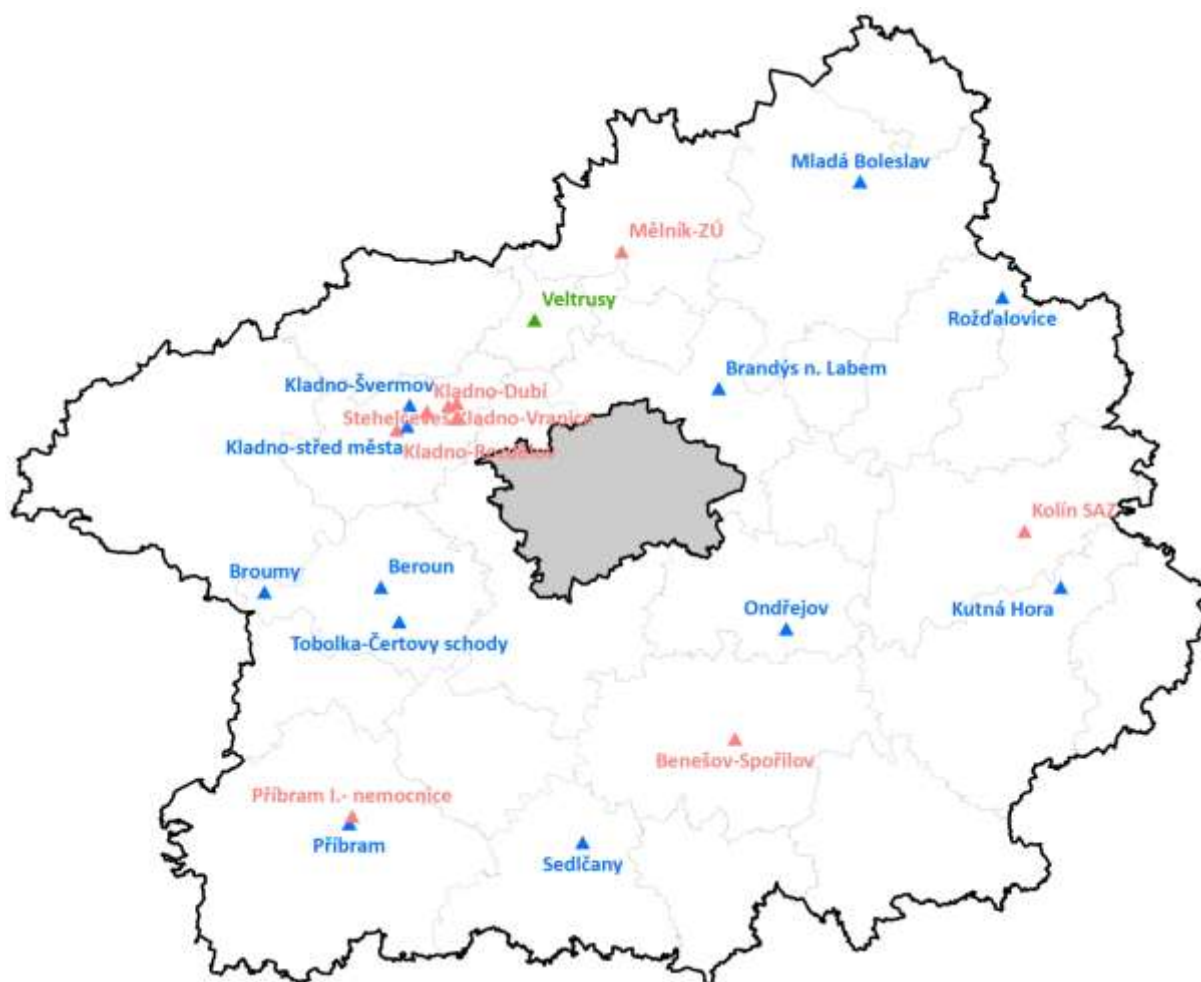 Mladá Boleslav
Mělník-ZÚ
Veltrusy
Rožďalovice
Brandýs n. Labem
Kladno-Švermov
Kladno-Dubí
Kladno-Vrapice
Kladno-střed města
Kolín SAZ
Broumy
Beroun
Kutná Hora
Ondřejov
Tobolka-Čertovy schody
Benešov-Spořilov
Příbram I.- nemocnice
Příbram
Sedlčany